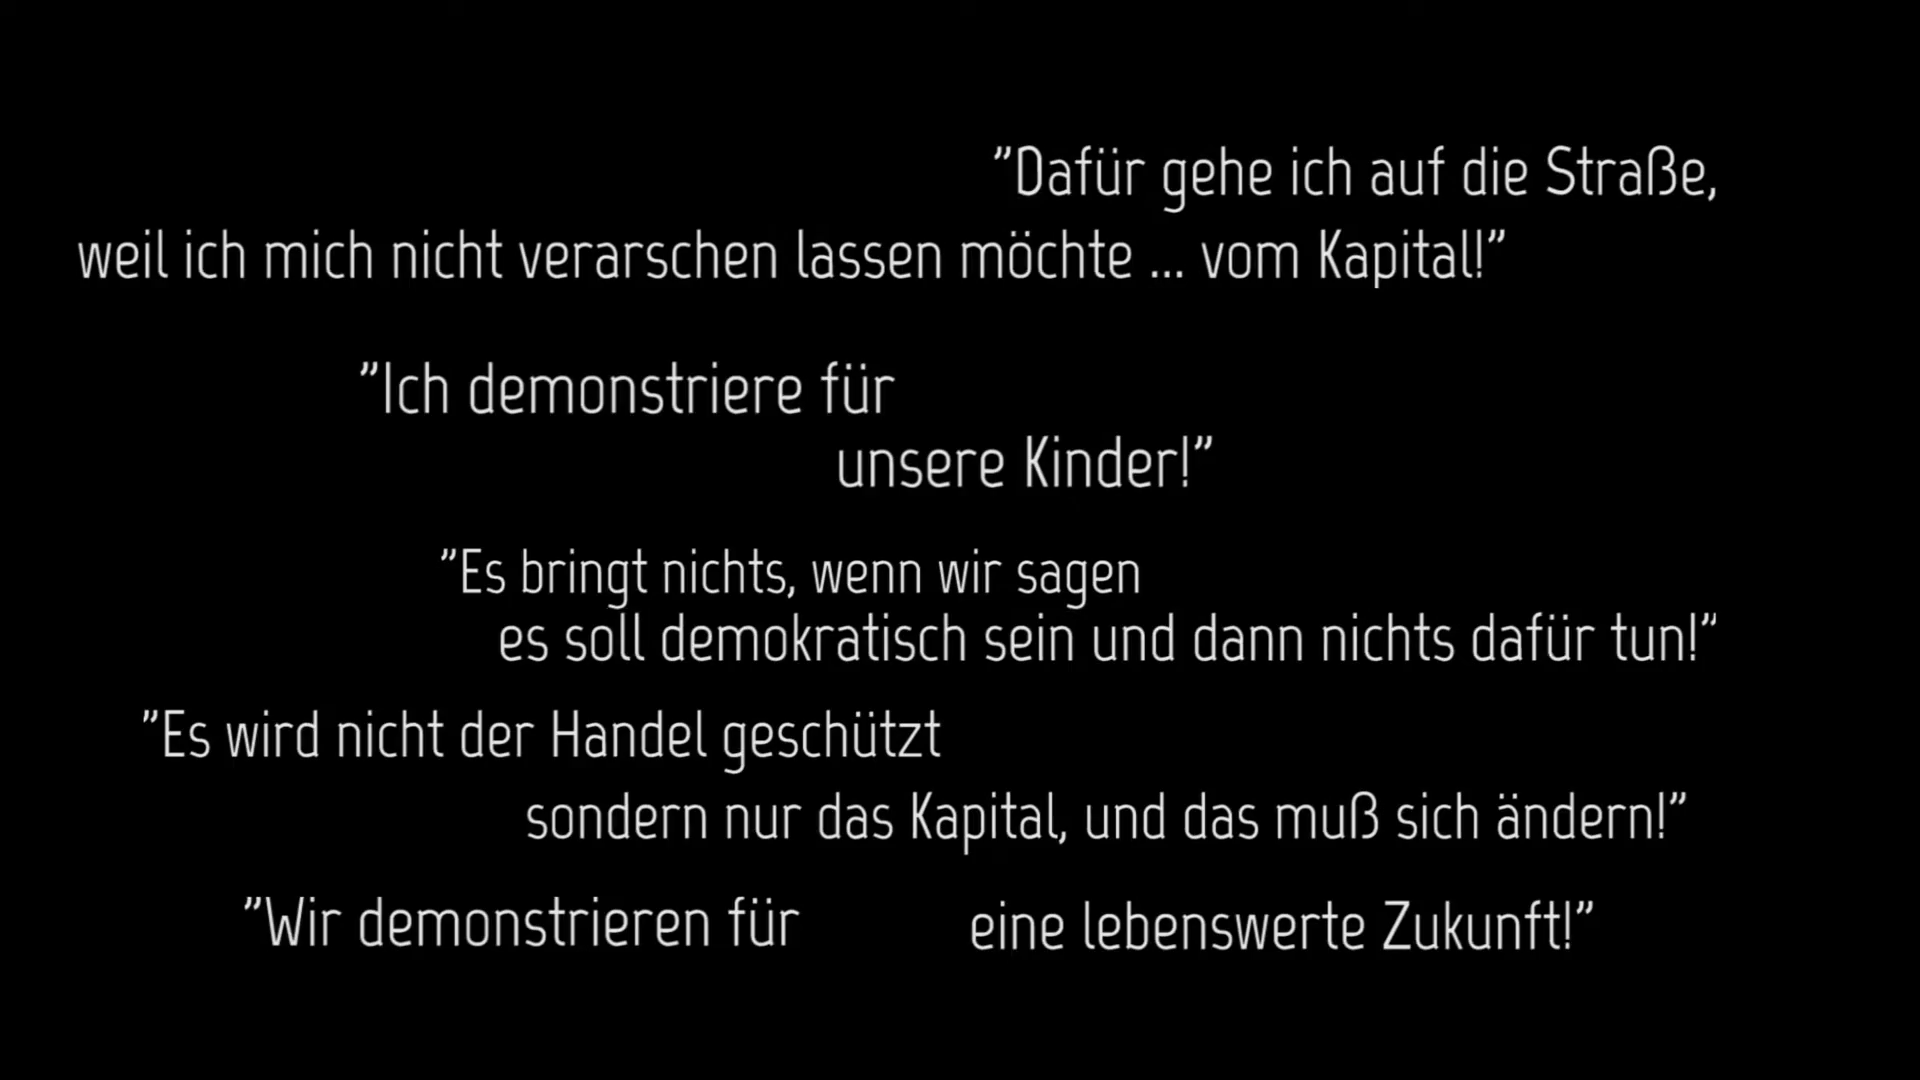 "Dafür gehe ich auf die Straße,
weil ich mich nicht verarschen lassen möchte ... vom Kapital!"
"Ich demonstriere für
unsere Kinder!"
"Es bringt nichts, wenn wir sagen
es soll demokratisch sein und dann nichts dafür tun!"
"Es wird nicht der Handel geschützt
sondern nur das Kapital, und das muß sich ändern!"
"Wir demonstrieren für eine lebenswerte Zukunft!"